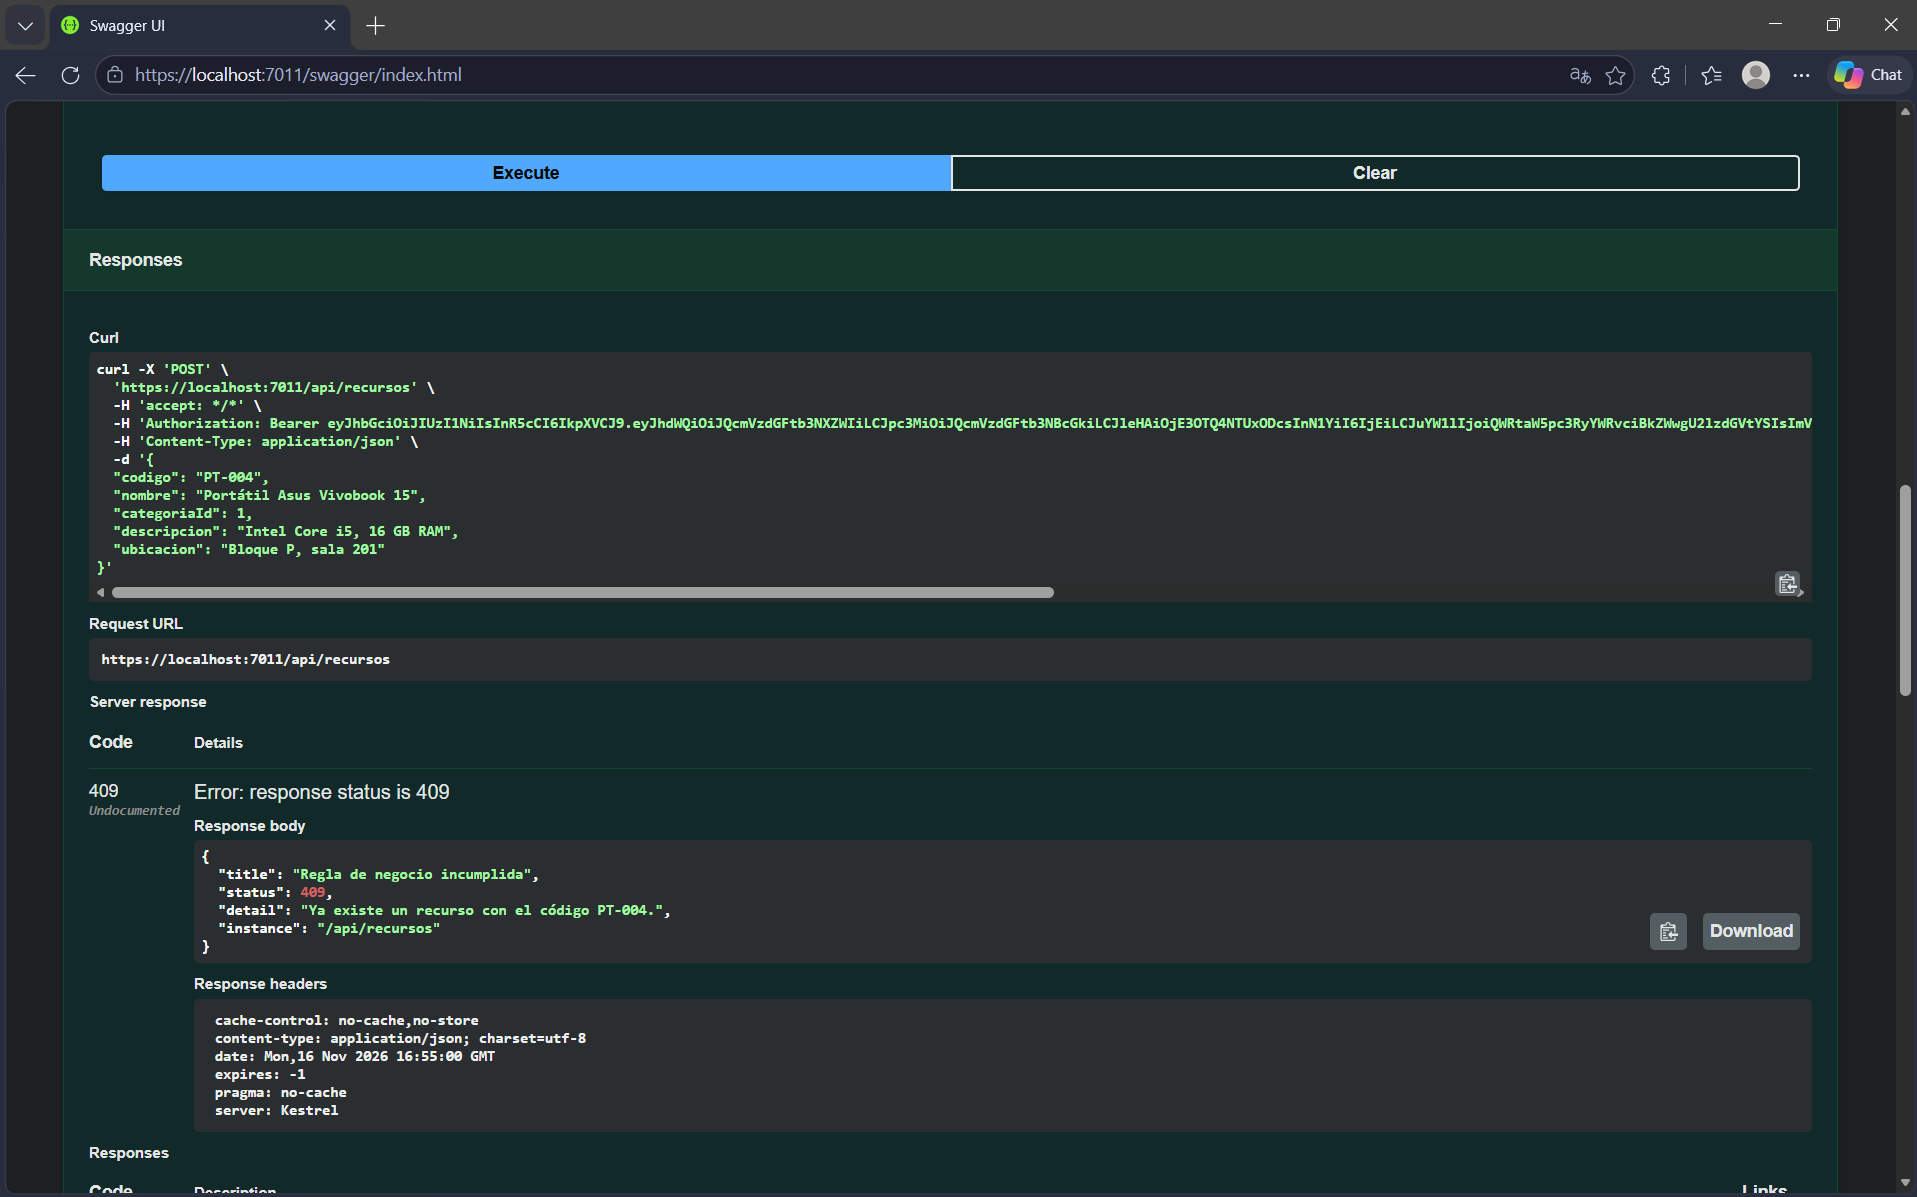 Swagger UI
https://localhost:7011/swagger/index.html
Chat
Execute
Clear
Responses
Curl
curl -X 'POST' \
'https://localhost:7011/api/recursos' \
-H 'accept: */*' \
-H 'Authorization: Bearer eyJhbGciOiJIUzI1NiIsInR5cCI6IkpXVCJ9.eyJhdWQiOiJQcmVzdGFtb3NXZWIiLCJpc3MiOiJQcmVzdGFtb3NBcGkiLCJleHAiOjE3OTQ4NTUxODcsInN1YiI6IjEiLCJuYW1lIjoiQWRtaW5pc3RyYWRvciBkZWwgU2lzdGVtYSIsImV
-H 'Content-Type: application/json' \
-d '{
"codigo": "PT-004",
"nombre": "Portátil Asus Vivobook 15",
"categoriaId": 1,
"descripcion": "Intel Core i5, 16 GB RAM",
"ubicacion": "Bloque P, sala 201"
}'
Request URL
https://localhost:7011/api/recursos
Server response
Code
Details
409
Undocumented
Error: response status is 409
Response body
{
"title": "Regla de negocio incumplida",
"status": 409,
"detail": "Ya existe un recurso con el código PT-004.",
"instance": "/api/recursos"
}
Download
Response headers
cache-control: no-cache,no-store
content-type: application/json; charset=utf-8
date: Mon,16 Nov 2026 16:55:00 GMT
expires: -1
pragma: no-cache
server: Kestrel
Responses
Code
Description
Links